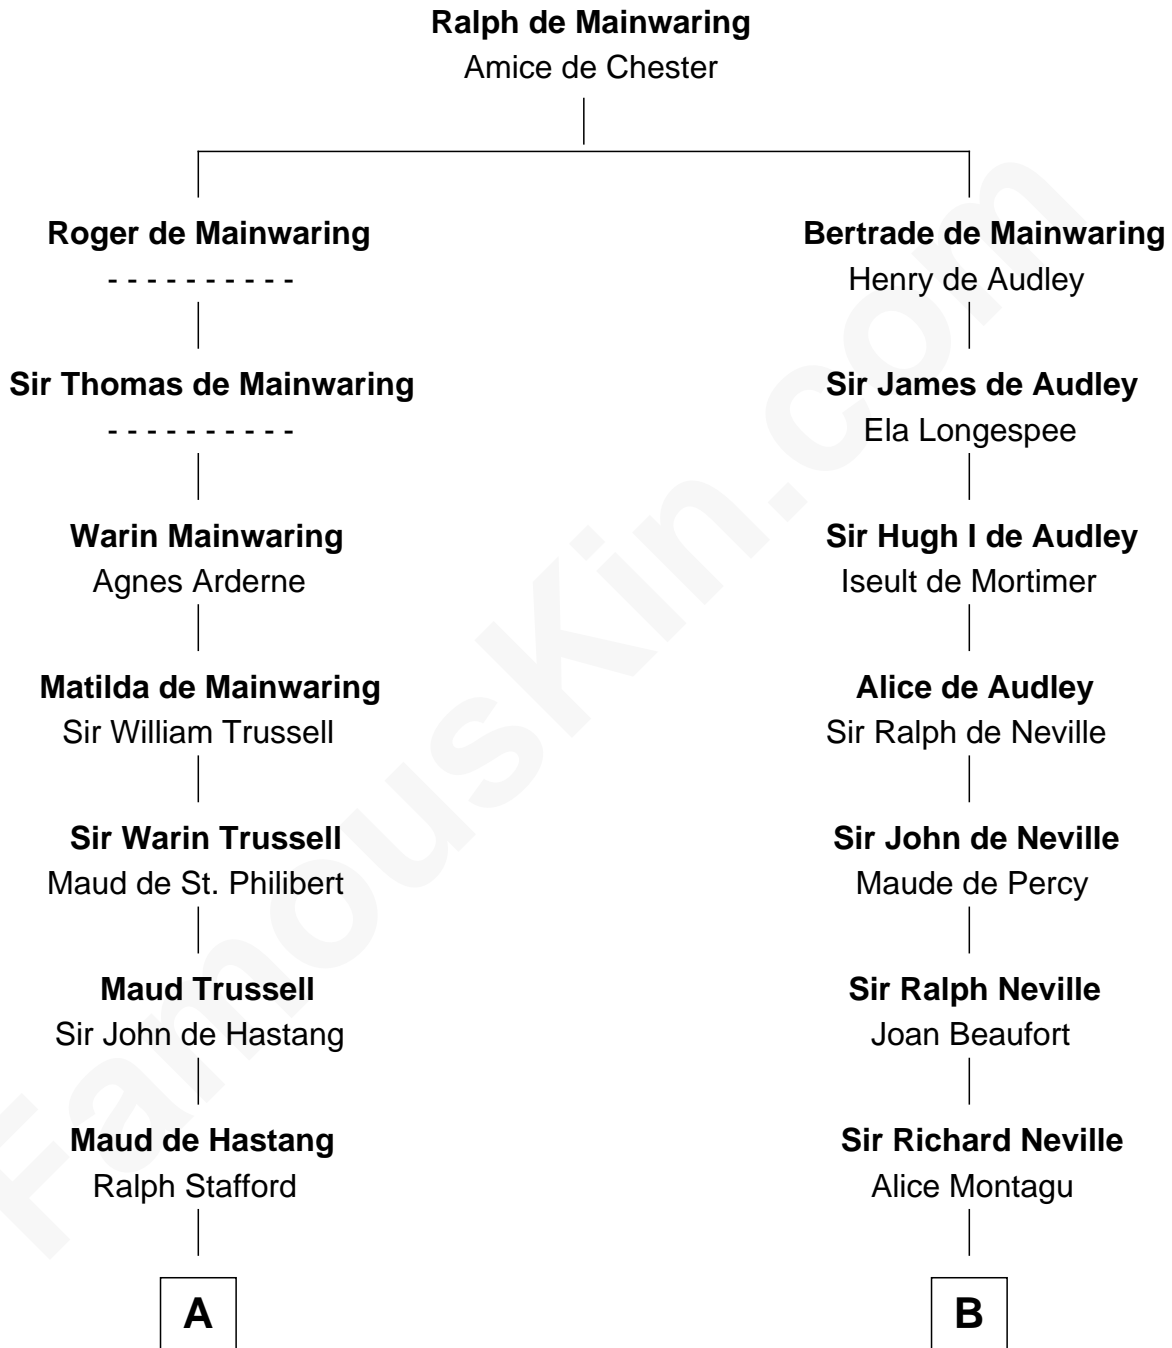 Ralph de Mainwaring
Amice de Chester
Roger de Mainwaring
- - - - - - - - - -
Sir Thomas de Mainwaring
- - - - - - - - - -
Warin Mainwaring
Agnes Arderne
Matilda de Mainwaring
Sir William Trussell
Sir Warin Trussell
Maud de St. Philibert
Maud Trussell
Sir John de Hastang
Maud de Hastang
Ralph Stafford
A
Bertrade de Mainwaring
Henry de Audley
Sir James de Audley
Ela Longespee
Sir Hugh I de Audley
Iseult de Mortimer
Alice de Audley
Sir Ralph de Neville
Sir John de Neville
Maude de Percy
Sir Ralph Neville
Joan Beaufort
Sir Richard Neville
Alice Montagu
B
FamousKin.com